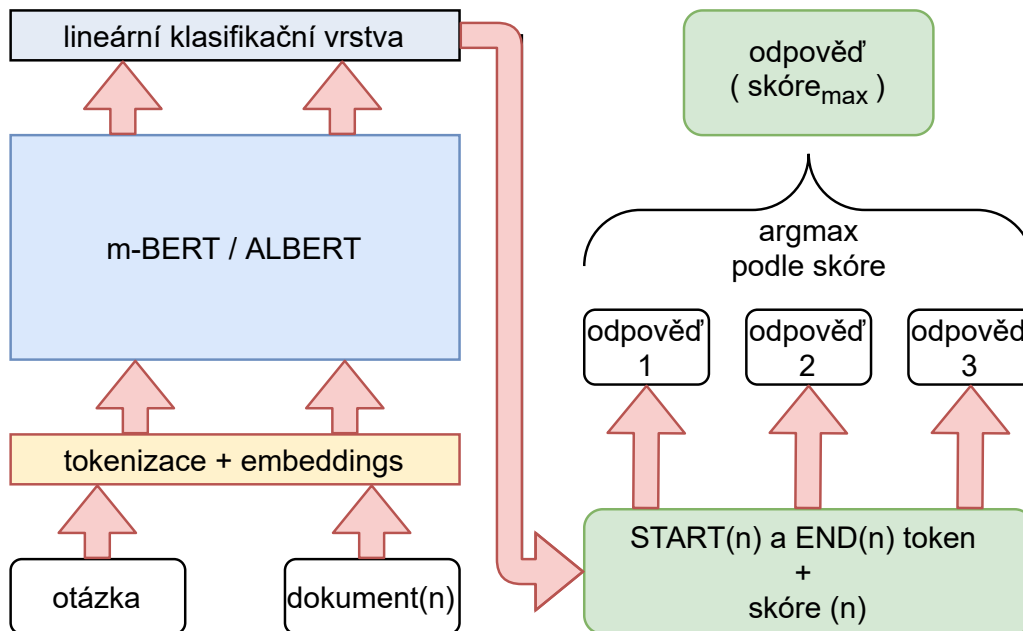 lineární klasifikační vrstva
m-BERT / ALBERT
tokenizace + embeddings
otázka
dokument(n)
odpověď
( skóre_max )
argmax
podle skóre
odpověď
1
odpověď
2
odpověď
3
START(n) a END(n) token
+
skóre (n)